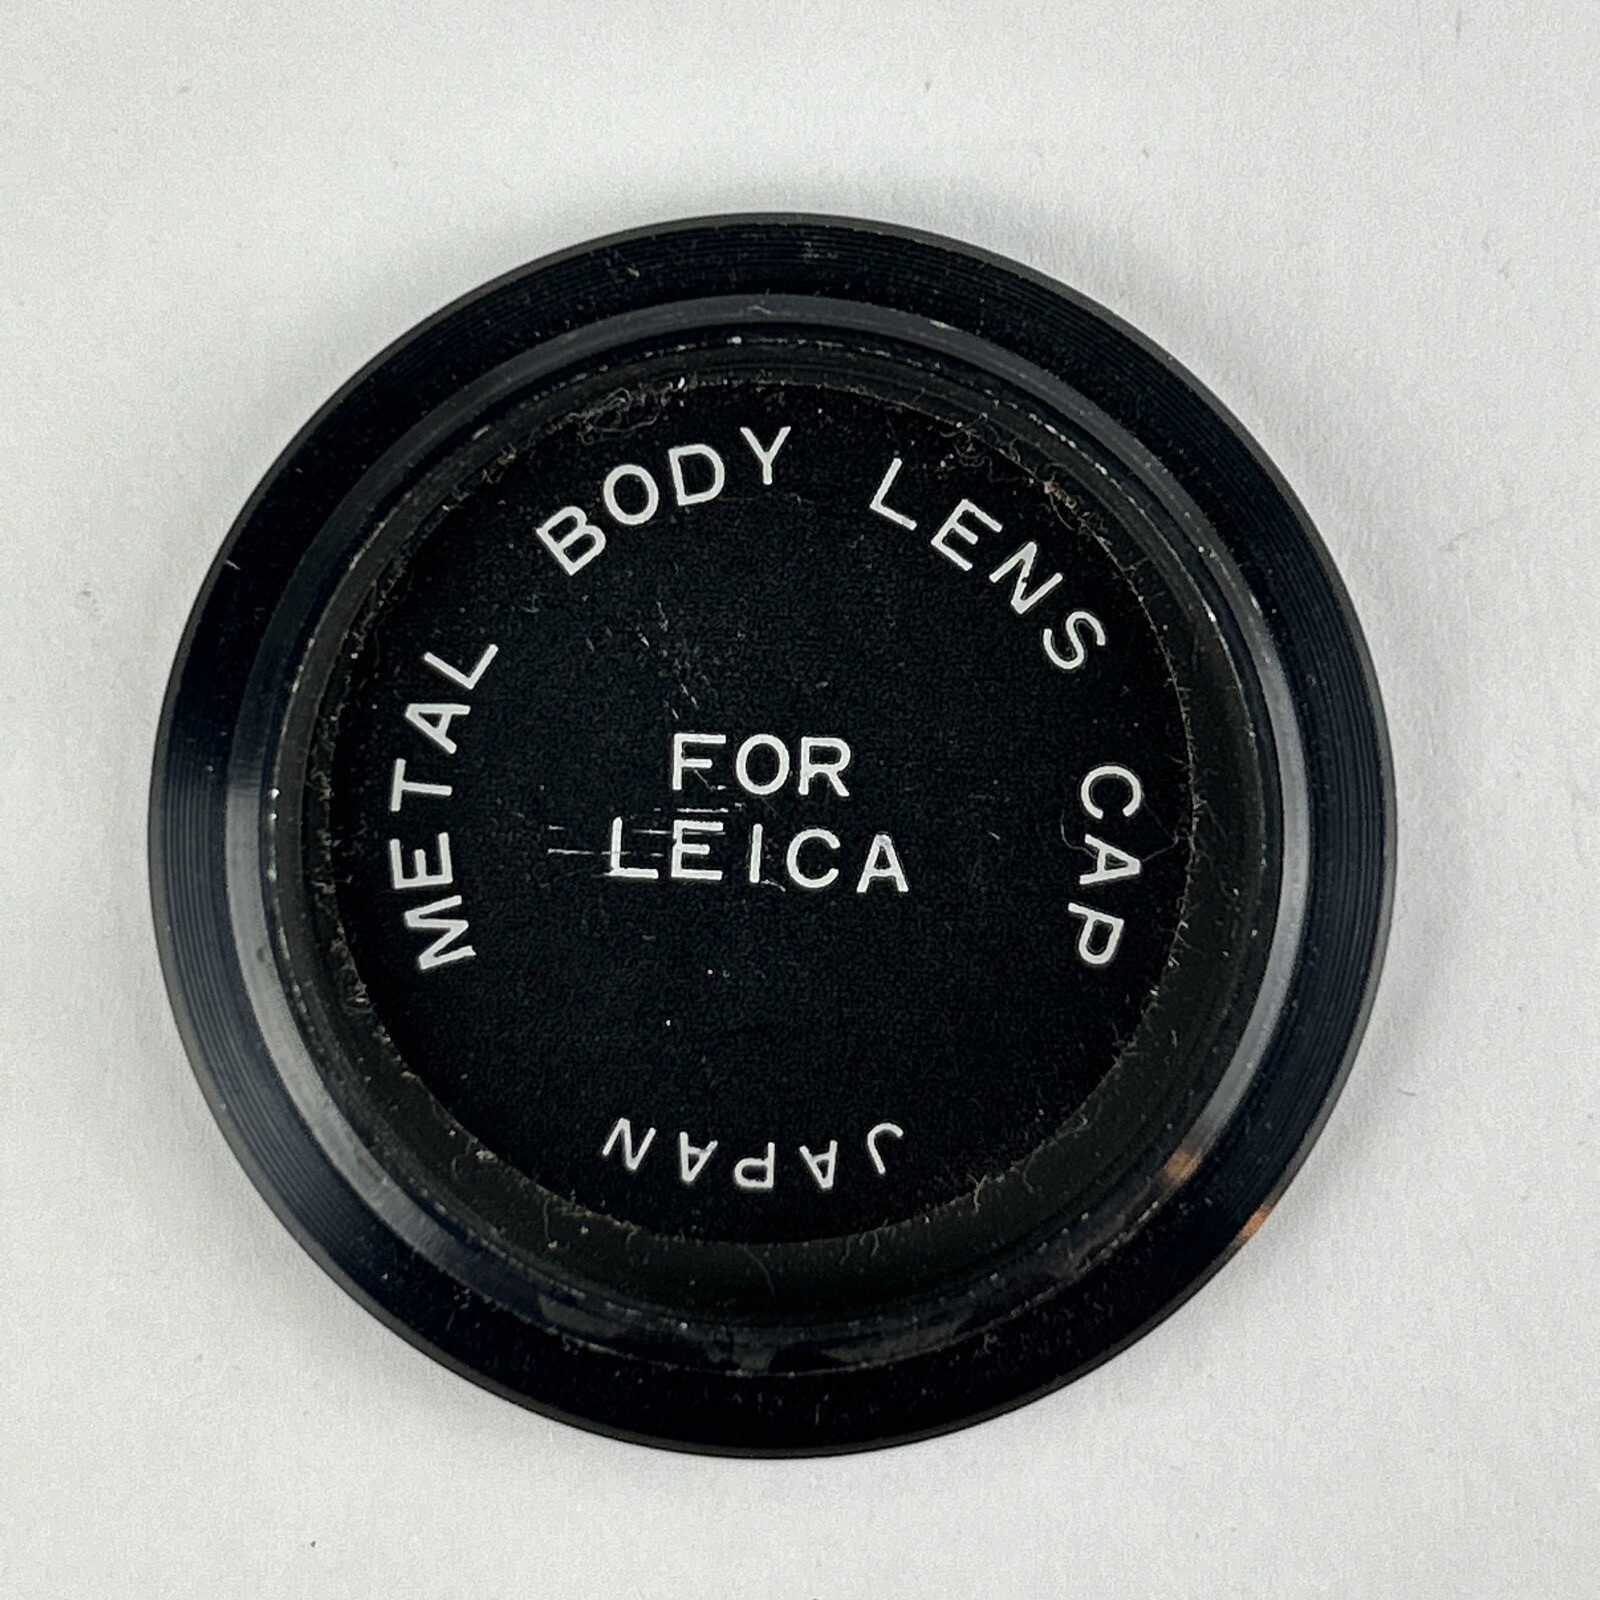 METAL BODY LENS CAP
FOR
LEICA
JAPAN